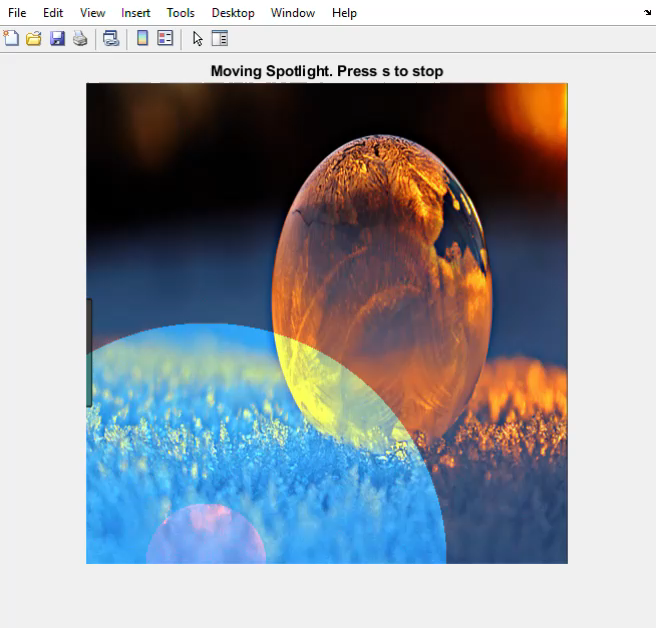 File Edit View Insert Tools Desktop Window Help
Moving Spotlight. Press s to stop